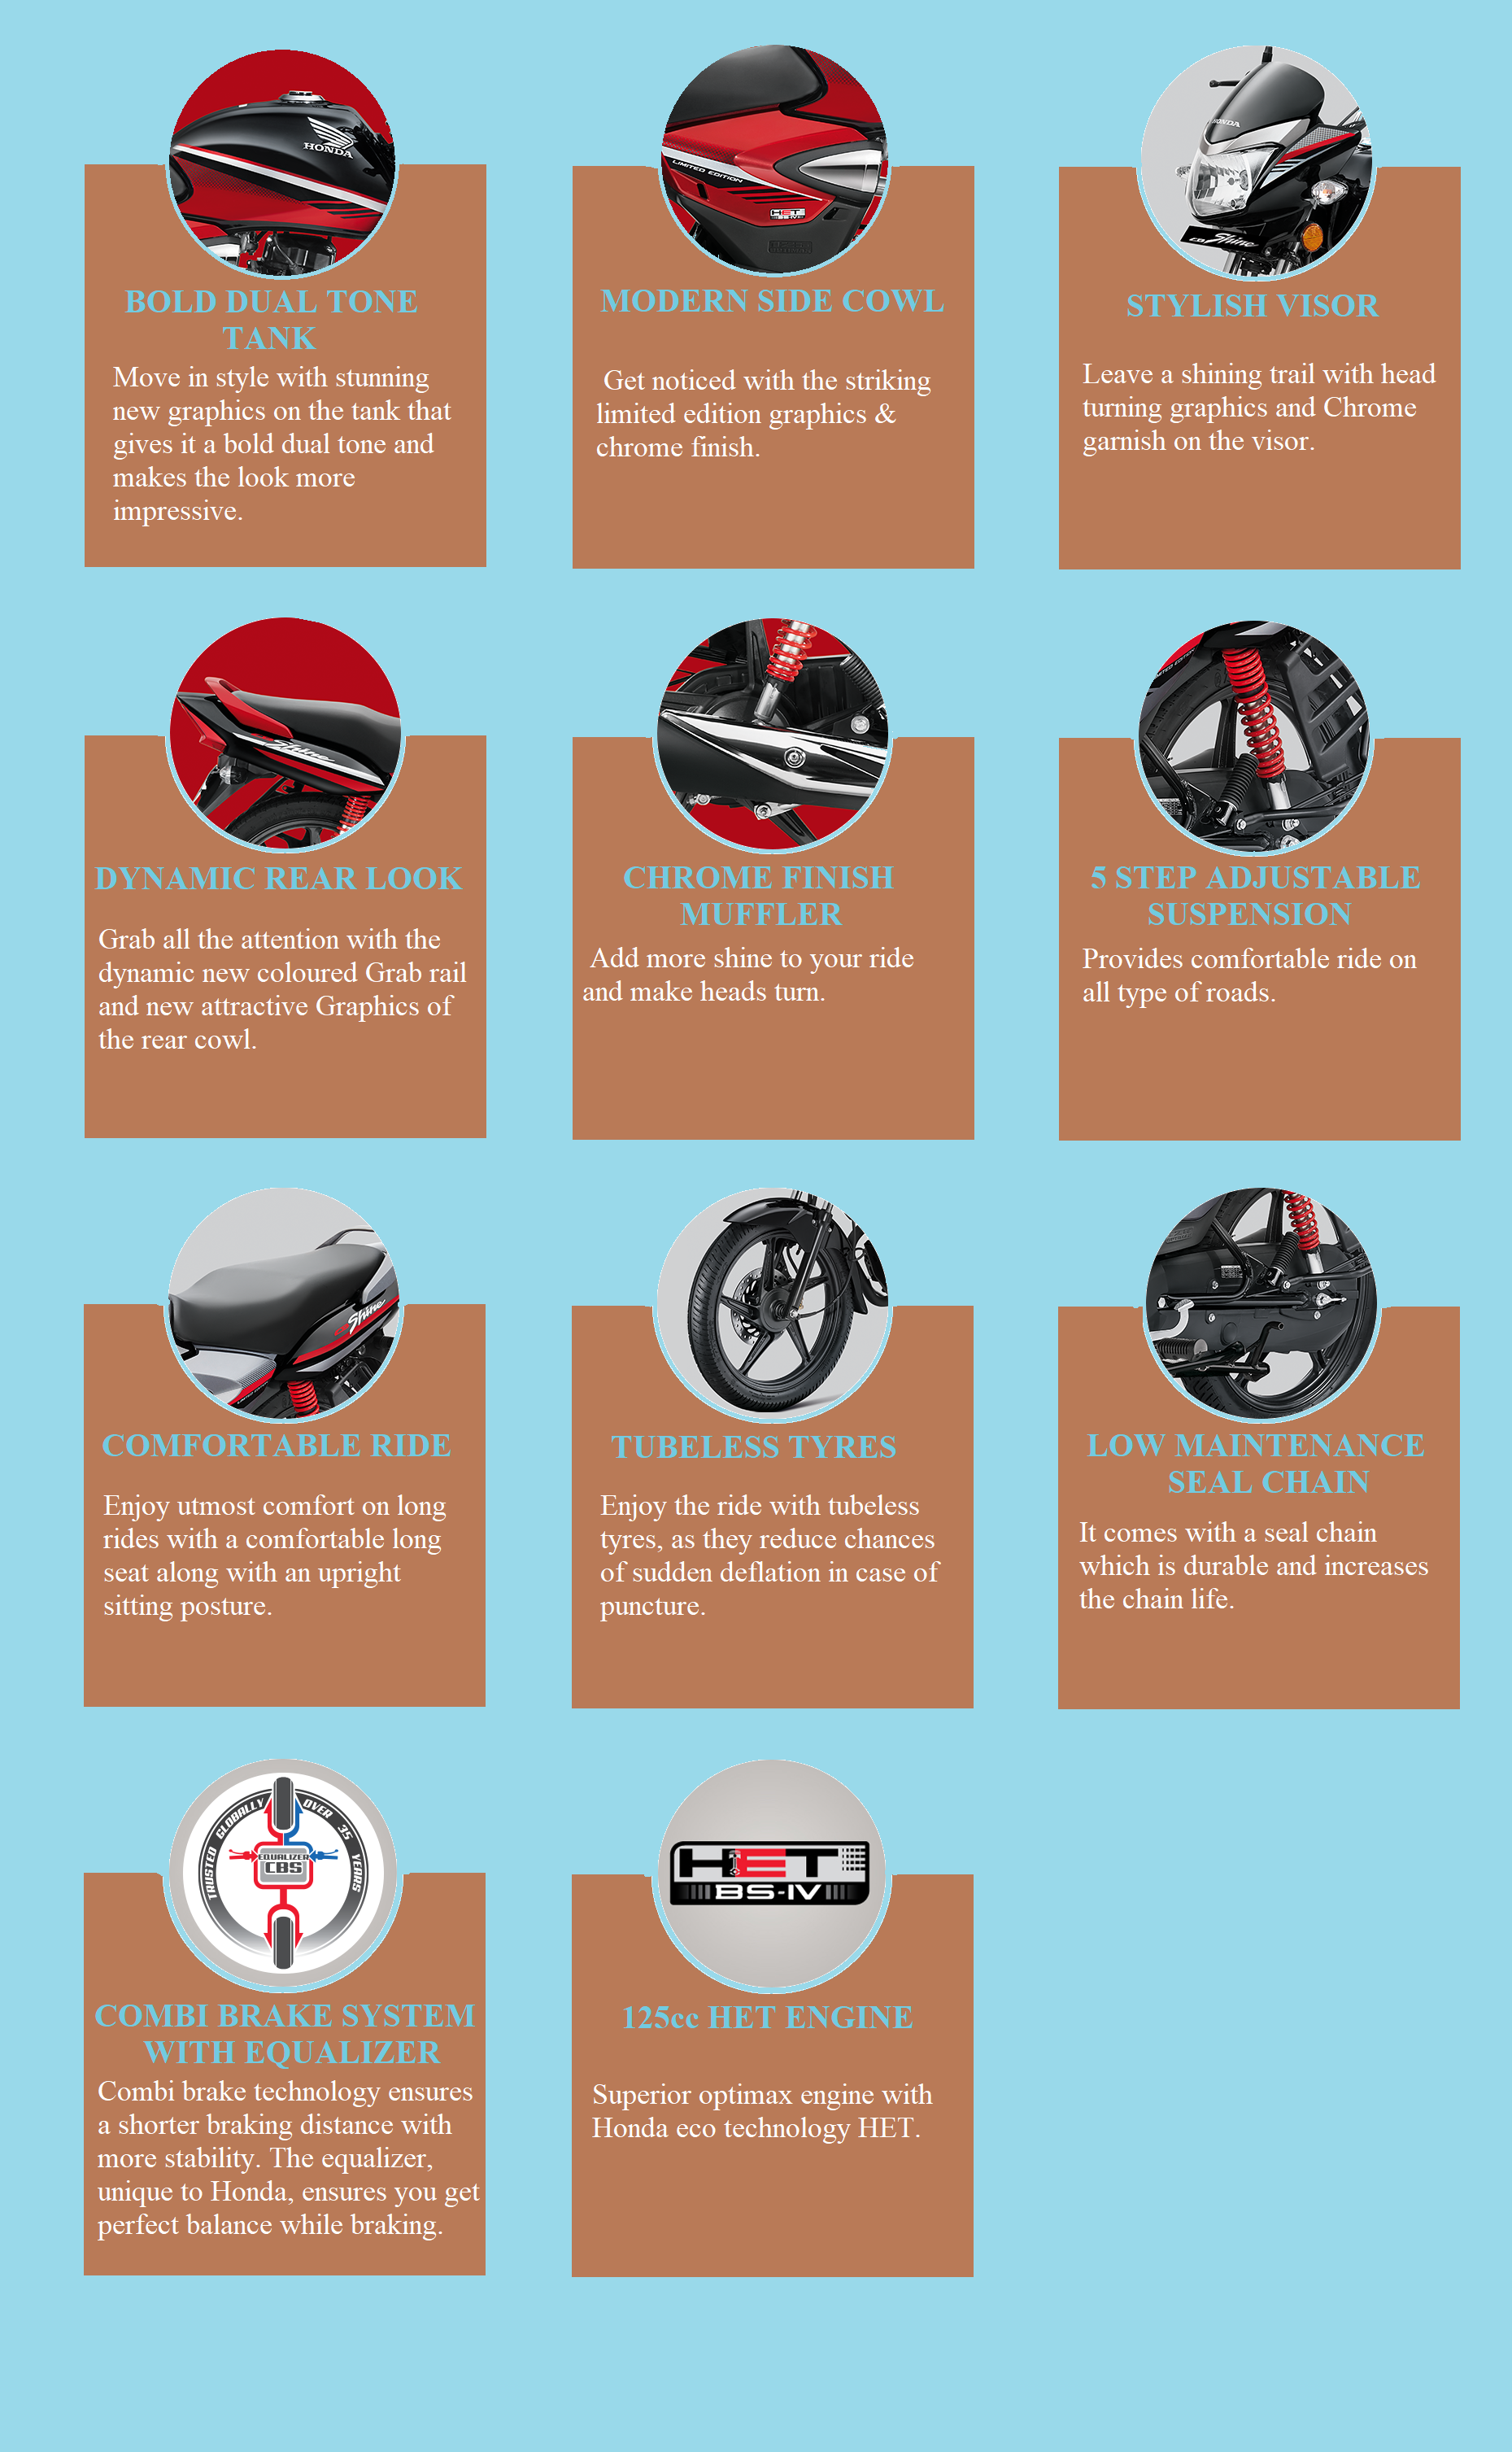 HONDA
BOLD DUAL TONE
TANK
Move in style with stunning
new graphics on the tank that
gives it a bold dual tone and
makes the look more
impressive.
LIMITED EDITION
HET
BS-IV
MODERN SIDE COWL
Get noticed with the striking
limited edition graphics &
chrome finish.
HONDA
CB Shine
STYLISH VISOR
Leave a shining trail with head
turning graphics and Chrome
garnish on the visor.
Shine
DYNAMIC REAR LOOK
Grab all the attention with the
dynamic new coloured Grab rail
and new attractive Graphics of
the rear cowl.
CHROME FINISH
MUFFLER
Add more shine to your ride
and make heads turn.
5 STEP ADJUSTABLE
SUSPENSION
Provides comfortable ride on
all type of roads.
Shine
COMFORTABLE RIDE
Enjoy utmost comfort on long
rides with a comfortable long
seat along with an upright
sitting posture.
TUBELESS TYRES
Enjoy the ride with tubeless
tyres, as they reduce chances
of sudden deflation in case of
puncture.
LOW MAINTENANCE
SEAL CHAIN
It comes with a seal chain
which is durable and increases
the chain life.
TRUSTED GLOBALLY OVER 35 YEARS
EQUALIZER
CBS
COMBI BRAKE SYSTEM
WITH EQUALIZER
Combi brake technology ensures
a shorter braking distance with
more stability. The equalizer,
unique to Honda, ensures you get
perfect balance while braking.
HET
BS-IV
125cc HET ENGINE
Superior optimax engine with
Honda eco technology HET.